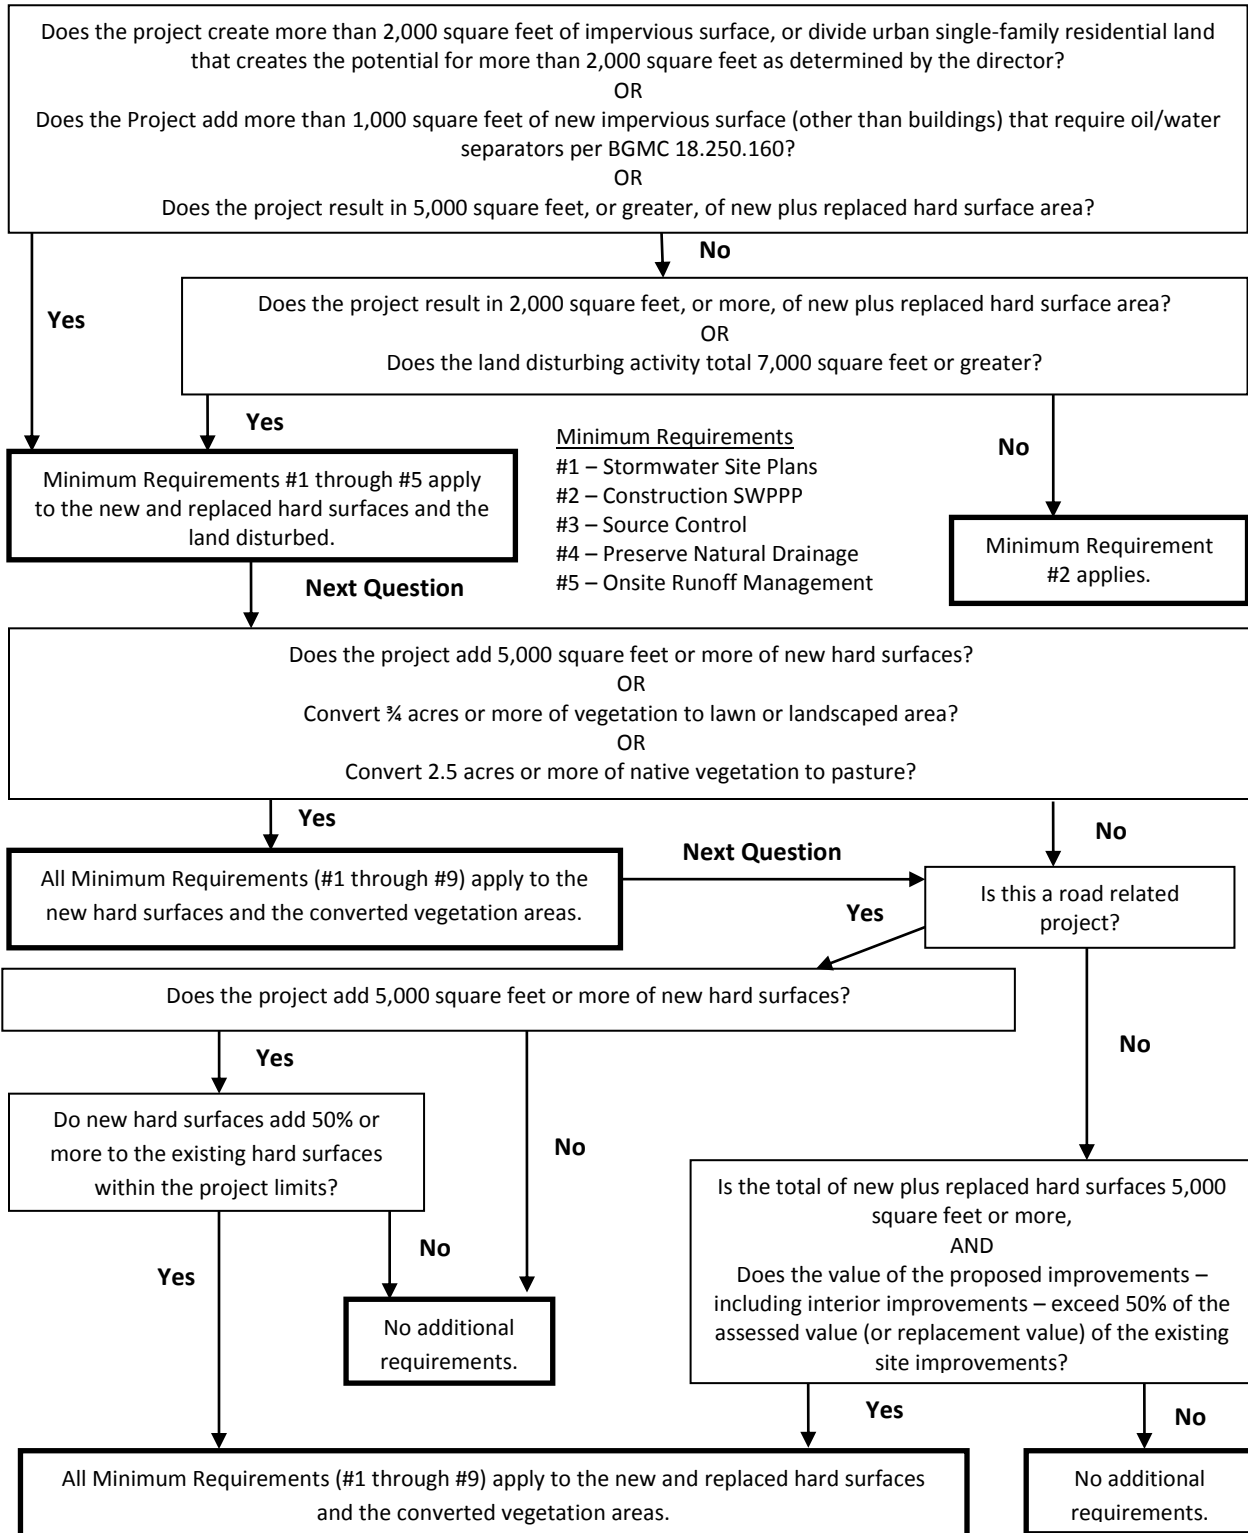 Does the project create more than 2,000 square feet of impervious surface, or divide urban single-family residential land
that creates the potential for more than 2,000 square feet as determined by the director?
OR
Does the Project add more than 1,000 square feet of new impervious surface (other than buildings) that require oil/water
separators per BGMC 18.250.160?
OR
Does the project result in 5,000 square feet, or greater, of new plus replaced hard surface area?
No
Yes
Does the project result in 2,000 square feet, or more, of new plus replaced hard surface area?
OR
Does the land disturbing activity total 7,000 square feet or greater?
Yes
No
Minimum Requirements #1 through #5 apply
to the new and replaced hard surfaces and the
land disturbed.
Minimum Requirements
#1 – Stormwater Site Plans
#2 – Construction SWPPP
#3 – Source Control
#4 – Preserve Natural Drainage
#5 – Onsite Runoff Management
Minimum Requirement
#2 applies.
Next Question
Does the project add 5,000 square feet or more of new hard surfaces?
OR
Convert ¾ acres or more of vegetation to lawn or landscaped area?
OR
Convert 2.5 acres or more of native vegetation to pasture?
Yes
No
All Minimum Requirements (#1 through #9) apply to the
new hard surfaces and the converted vegetation areas.
Next Question
Is this a road related
project?
Yes
No
Does the project add 5,000 square feet or more of new hard surfaces?
Yes
No
Do new hard surfaces add 50% or
more to the existing hard surfaces
within the project limits?
Yes
No
No additional
requirements.
Is the total of new plus replaced hard surfaces 5,000
square feet or more,
AND
Does the value of the proposed improvements –
including interior improvements – exceed 50% of the
assessed value (or replacement value) of the existing
site improvements?
Yes
No
All Minimum Requirements (#1 through #9) apply to the new and replaced hard surfaces
and the converted vegetation areas.
No additional
requirements.